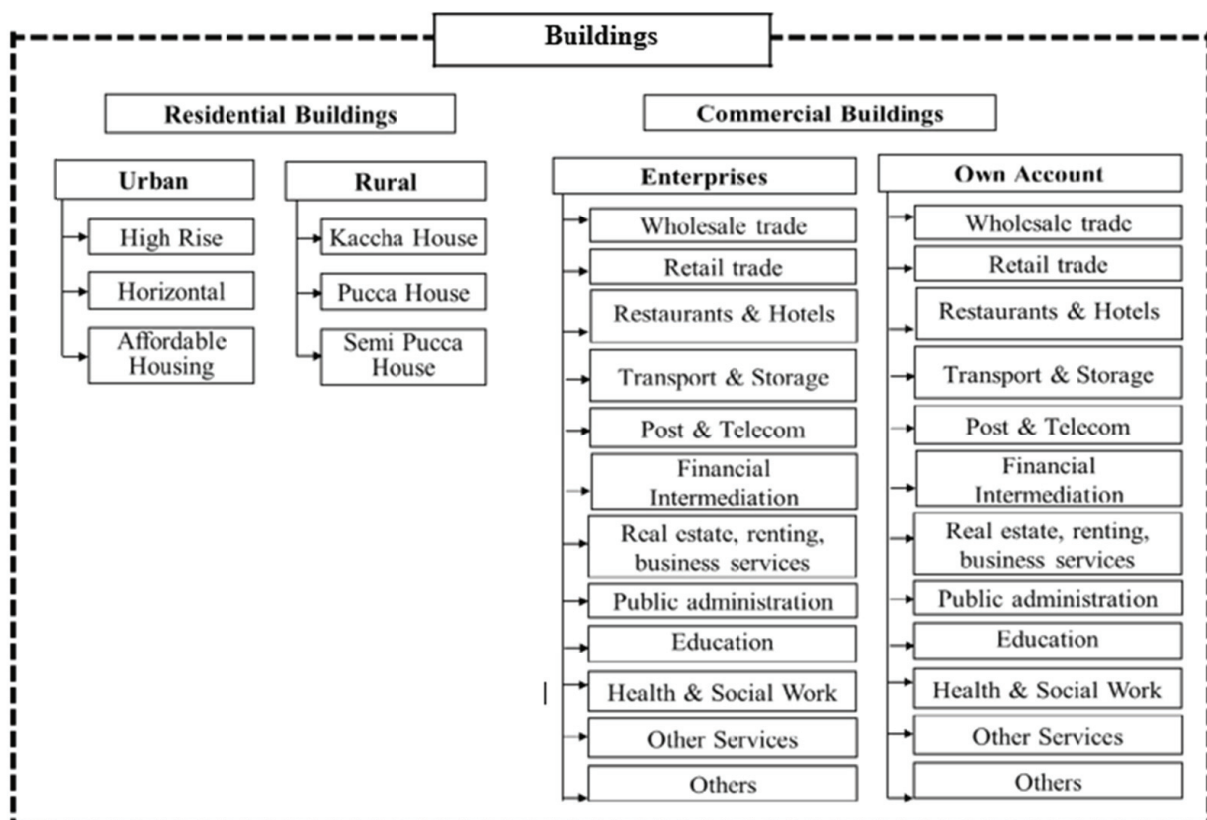 Buildings
Residential Buildings
Commercial Buildings
Urban
High Rise
Horizontal
Affordable
Housing
Rural
Kaccha House
Pucca House
Semi Pucca
House
Enterprises
Wholesale trade
Retail trade
Restaurants & Hotels
Transport & Storage
Post & Telecom
Financial
Intermediation
Real estate, renting,
business services
Public administration
Education
Health & Social Work
Other Services
Others
Own Account
Wholesale trade
Retail trade
Restaurants & Hotels
Transport & Storage
Post & Telecom
Financial
Intermediation
Real estate, renting,
business services
Public administration
Education
Health & Social Work
Other Services
Others